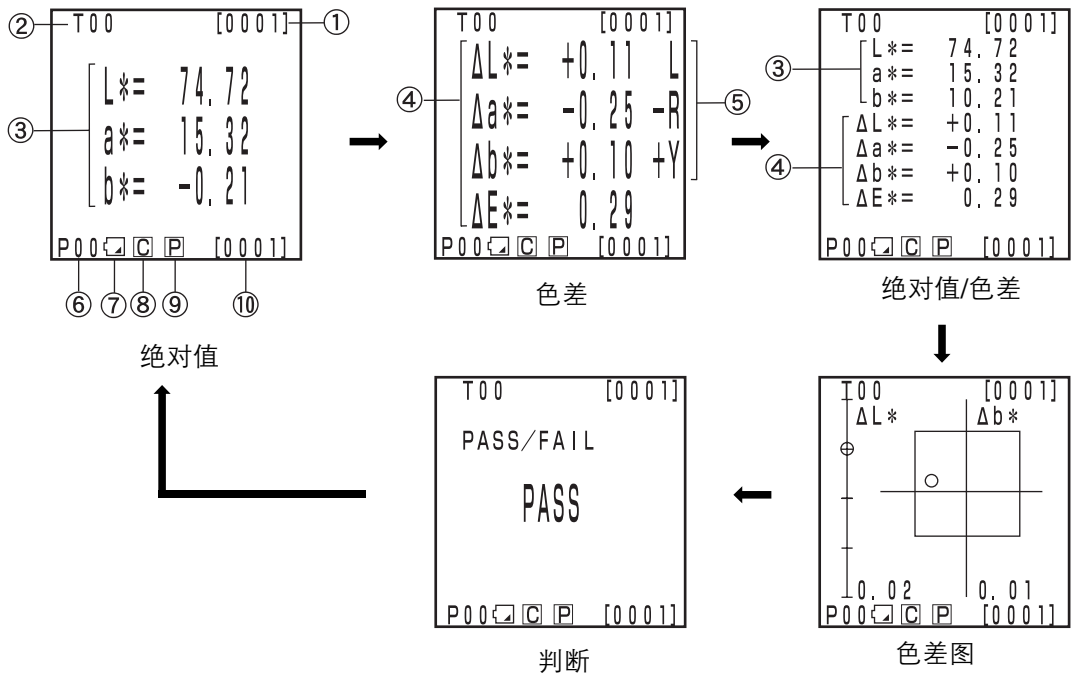 ② T00 [0001] ①
③ L*= 74.72
a*= 15.32
b*= -0.21
P00 C P [0001]
⑥ ⑦ ⑧ ⑨ ⑩
绝对值
T00 [0001]
④ ΔL*= +0.11 L ⑤
Δa*= -0.25 -R
Δb*= +0.10 +Y
ΔE*= 0.29
P00 C P [0001]
色差
T00 [0001]
③ L*= 74.72
a*= 15.32
b*= 10.21
④ ΔL*= +0.11
Δa*= -0.25
Δb*= +0.10
ΔE*= 0.29
P00 C P [0001]
绝对值/色差
T00 [0001]
PASS/FAIL
PASS
P00 C P [0001]
判断
T00 [0001]
ΔL* Δb*
0.02 0.01
P00 C P [0001]
色差图